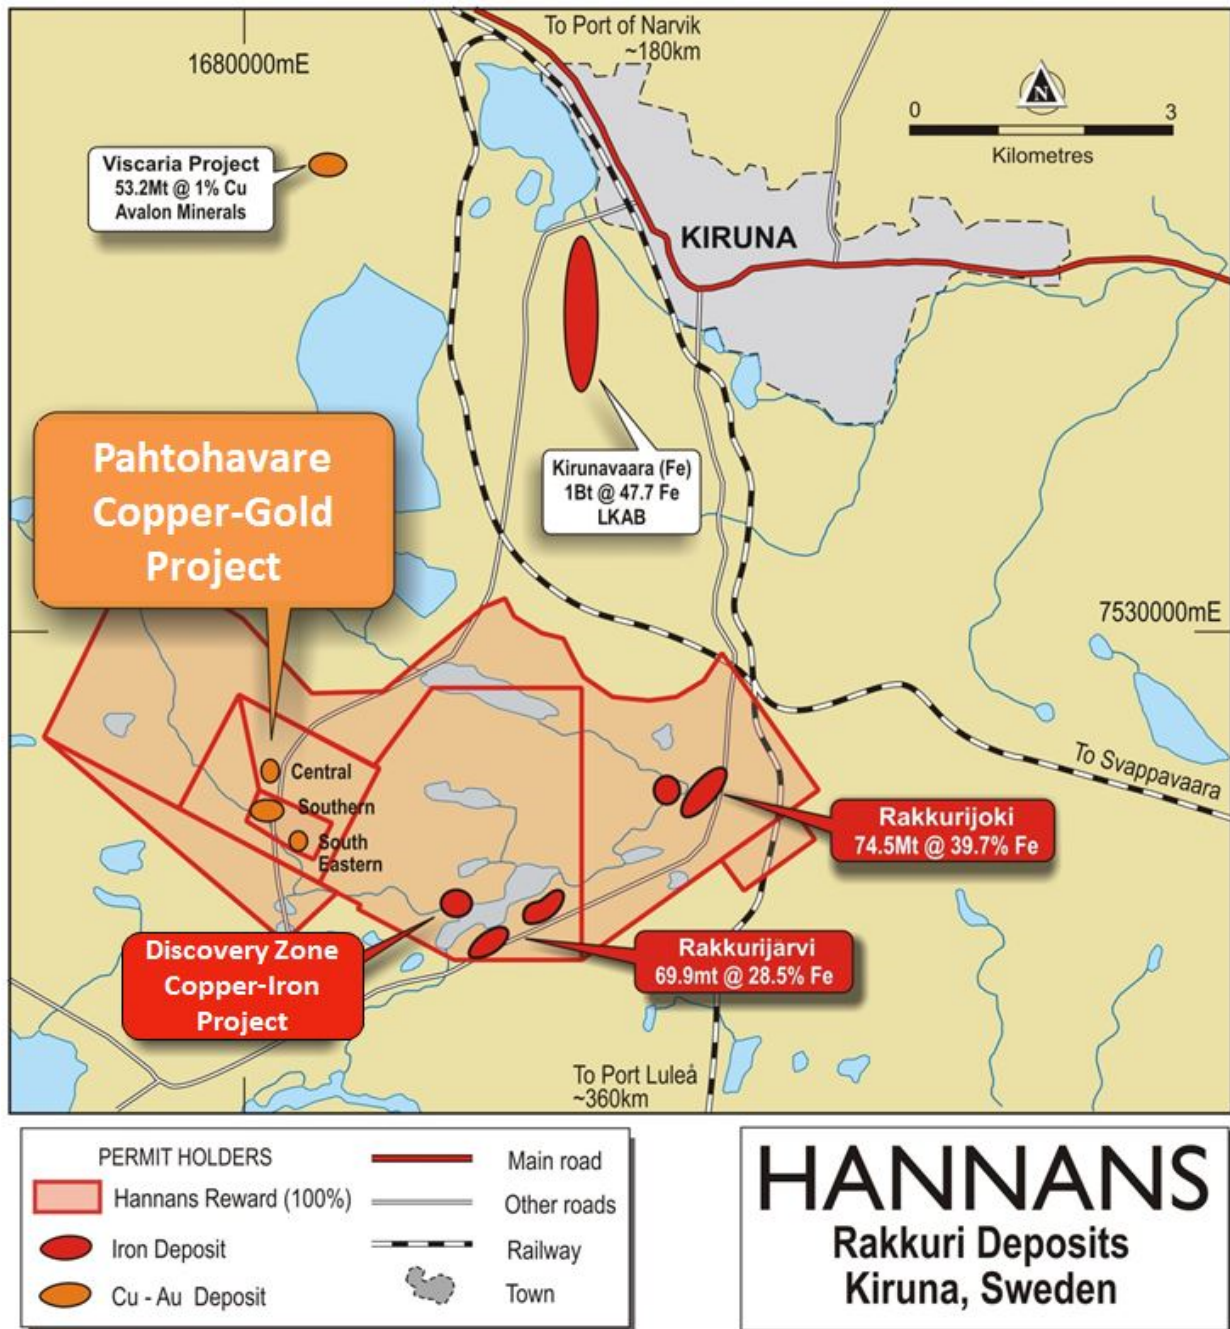 To Port of Narvik
~180km
1680000mE
N
0
3
Kilometres
Viscaria Project
53.2Mt @ 1% Cu
Avalon Minerals
KIRUNA
Pahtohavare
Copper-Gold
Project
Kirunavaara (Fe)
1Bt @ 47.7 Fe
LKAB
7530000mE
Central
Southern
South
Eastern
To Svappavaara
Rakkurijoki
74.5Mt @ 39.7% Fe
Discovery Zone
Copper-Iron
Project
Rakkurijärvi
69.9mt @ 28.5% Fe
To Port Luleå
~360km
PERMIT HOLDERS
Hannans Reward (100%)
Iron Deposit
Cu - Au Deposit
Main road
Other roads
Railway
Town
HANNANS
Rakkuri Deposits
Kiruna, Sweden